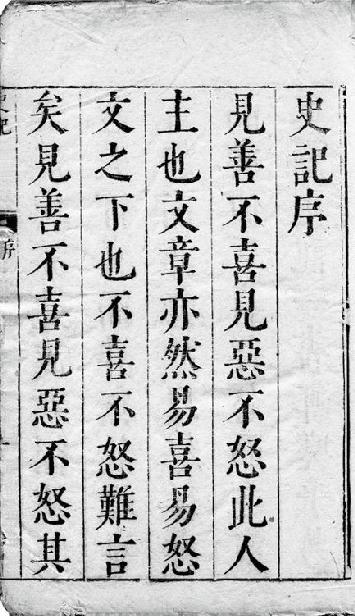 史記序
見善不喜見惡不怒此人
主也文章亦然易喜易怒
文之下也不喜不怒難言
矣見善不喜見惡不怒其
序